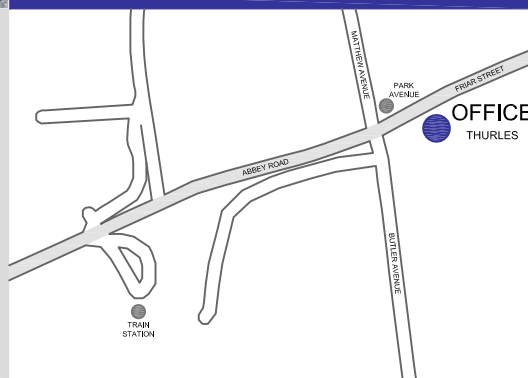 MATTHEW AVENUE
FRIAR STREET
PARK
AVENUE
OFFICE
THURLES
ABBEY ROAD
BUTLER AVENUE
TRAIN
STATION